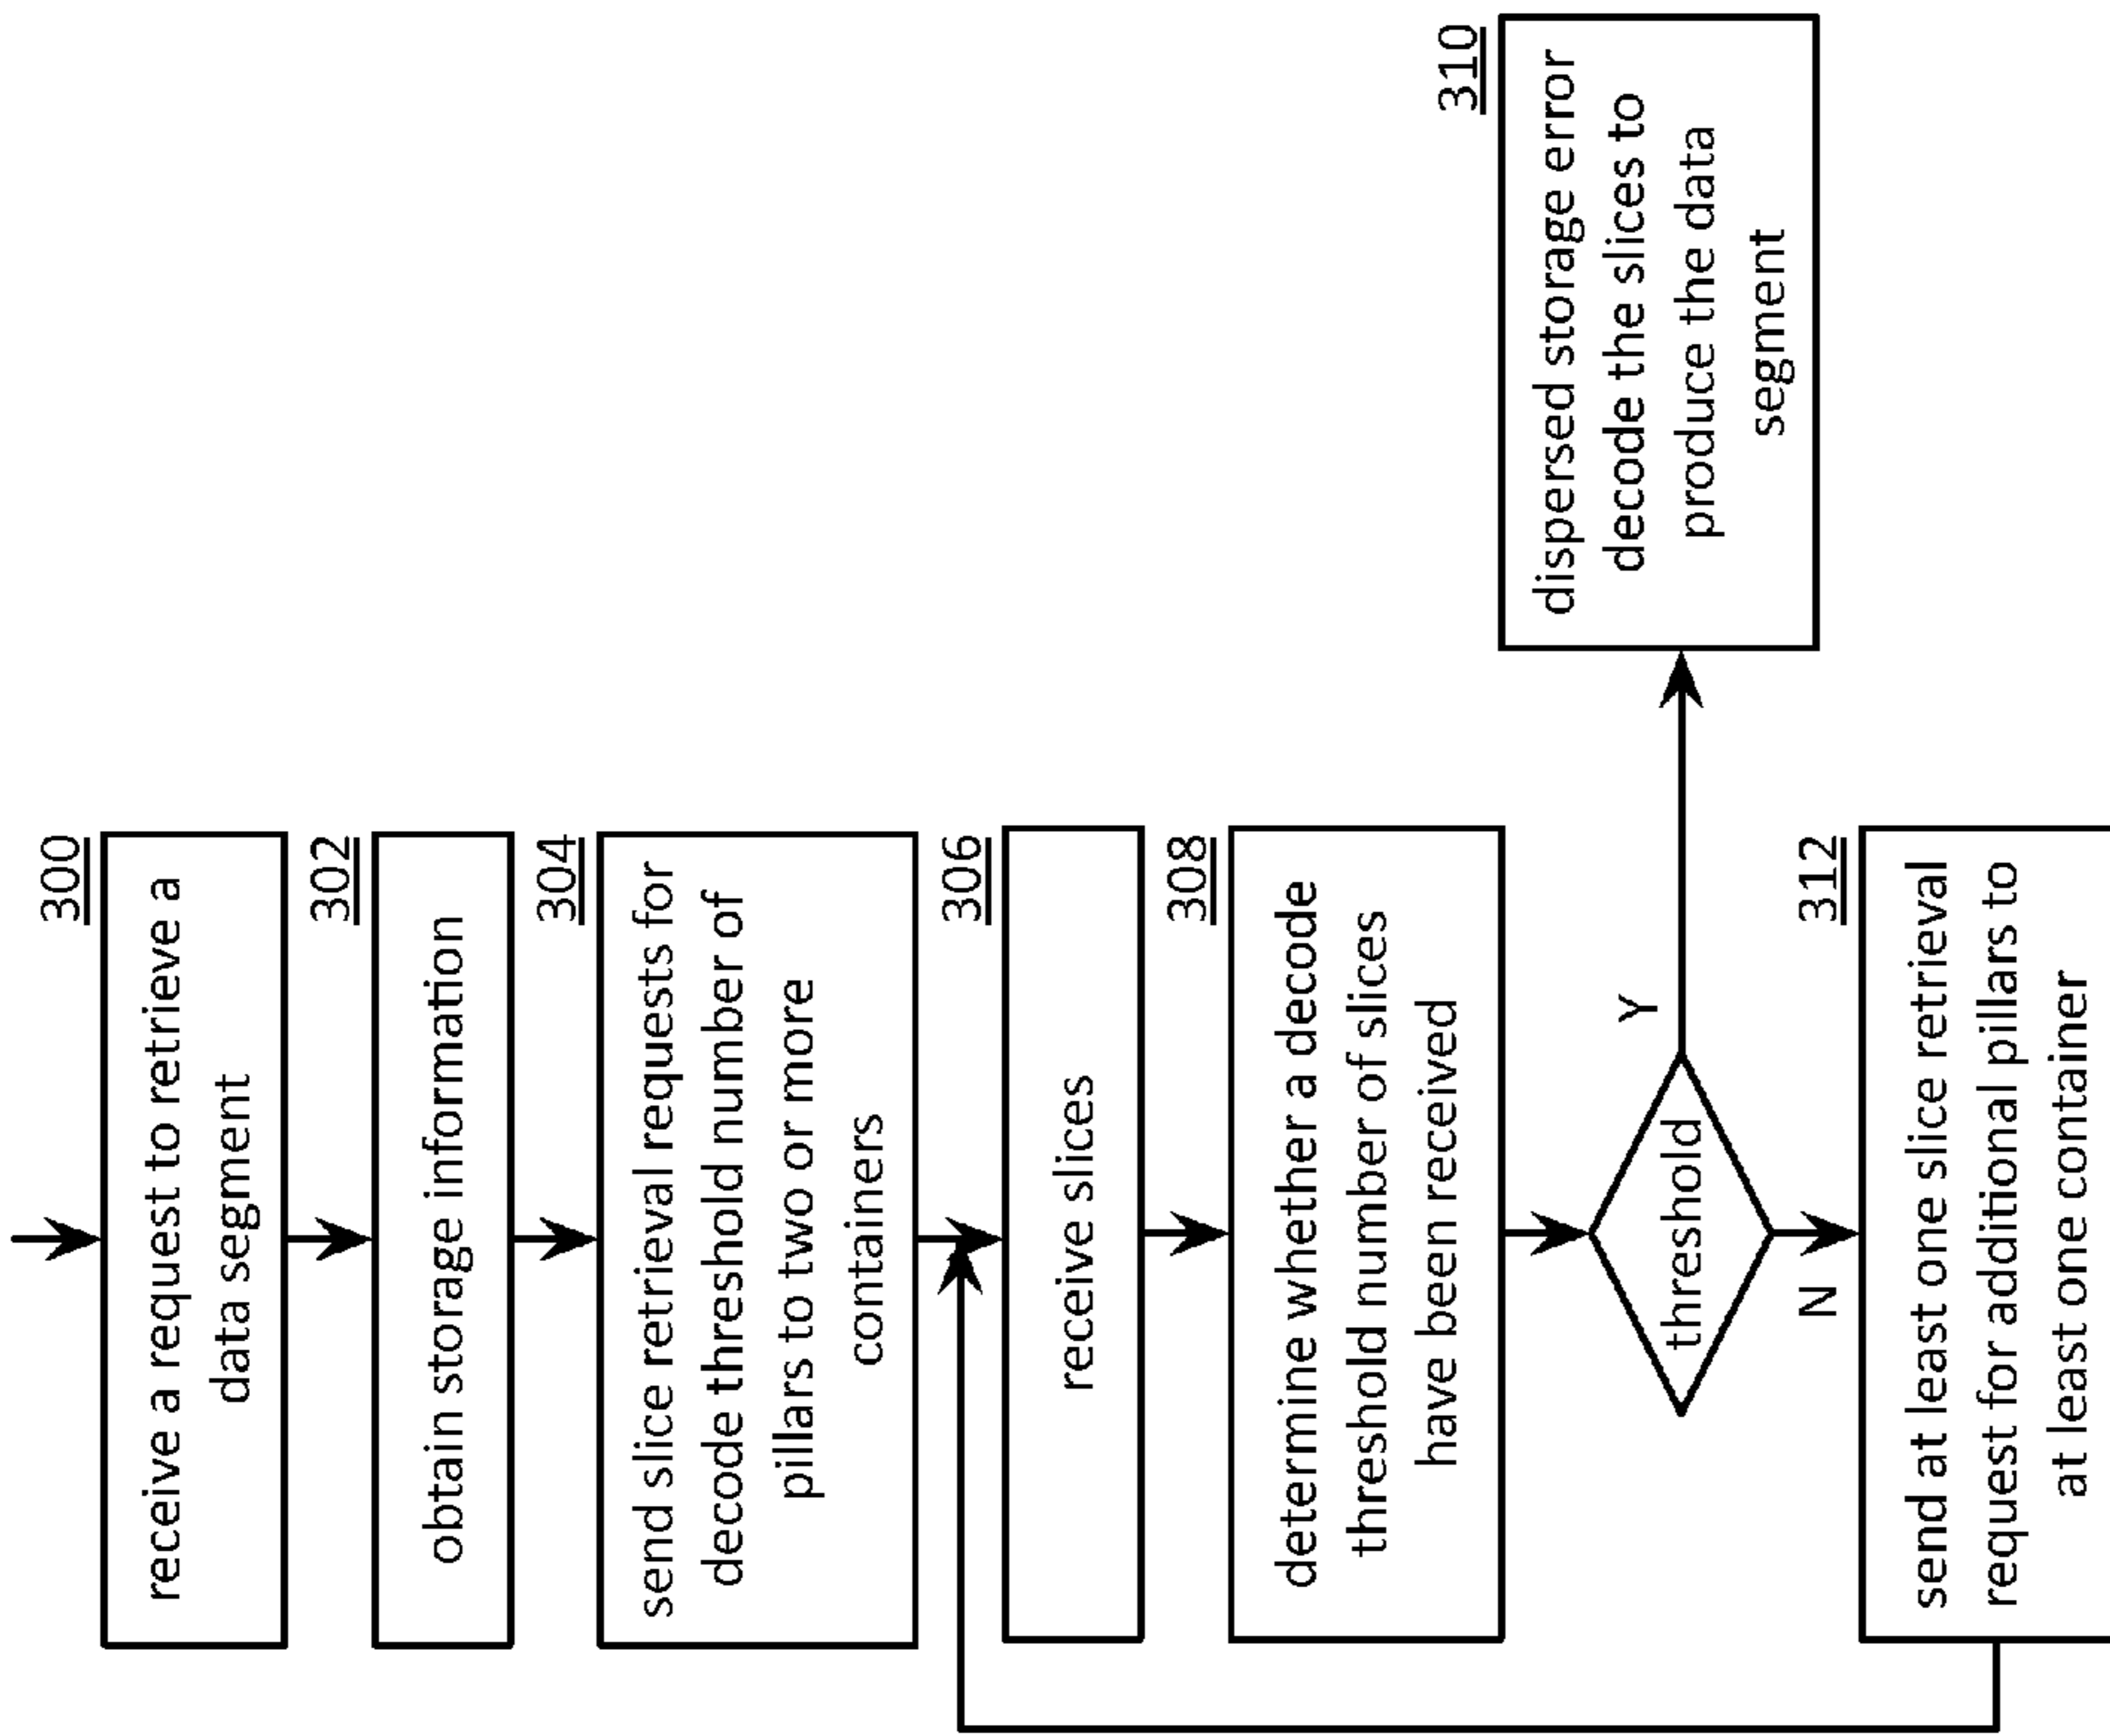 300
receive a request to retrieve a
data segment
302
obtain storage information
304
send slice retrieval requests for
decode threshold number of
pillars to two or more
containers
306
receive slices
308
determine whether a decode
threshold number of slices
have been received
threshold
Y
N
310
dispersed storage error
decode the slices to
produce the data
segment
312
send at least one slice retrieval
request for additional pillars to
at least one container